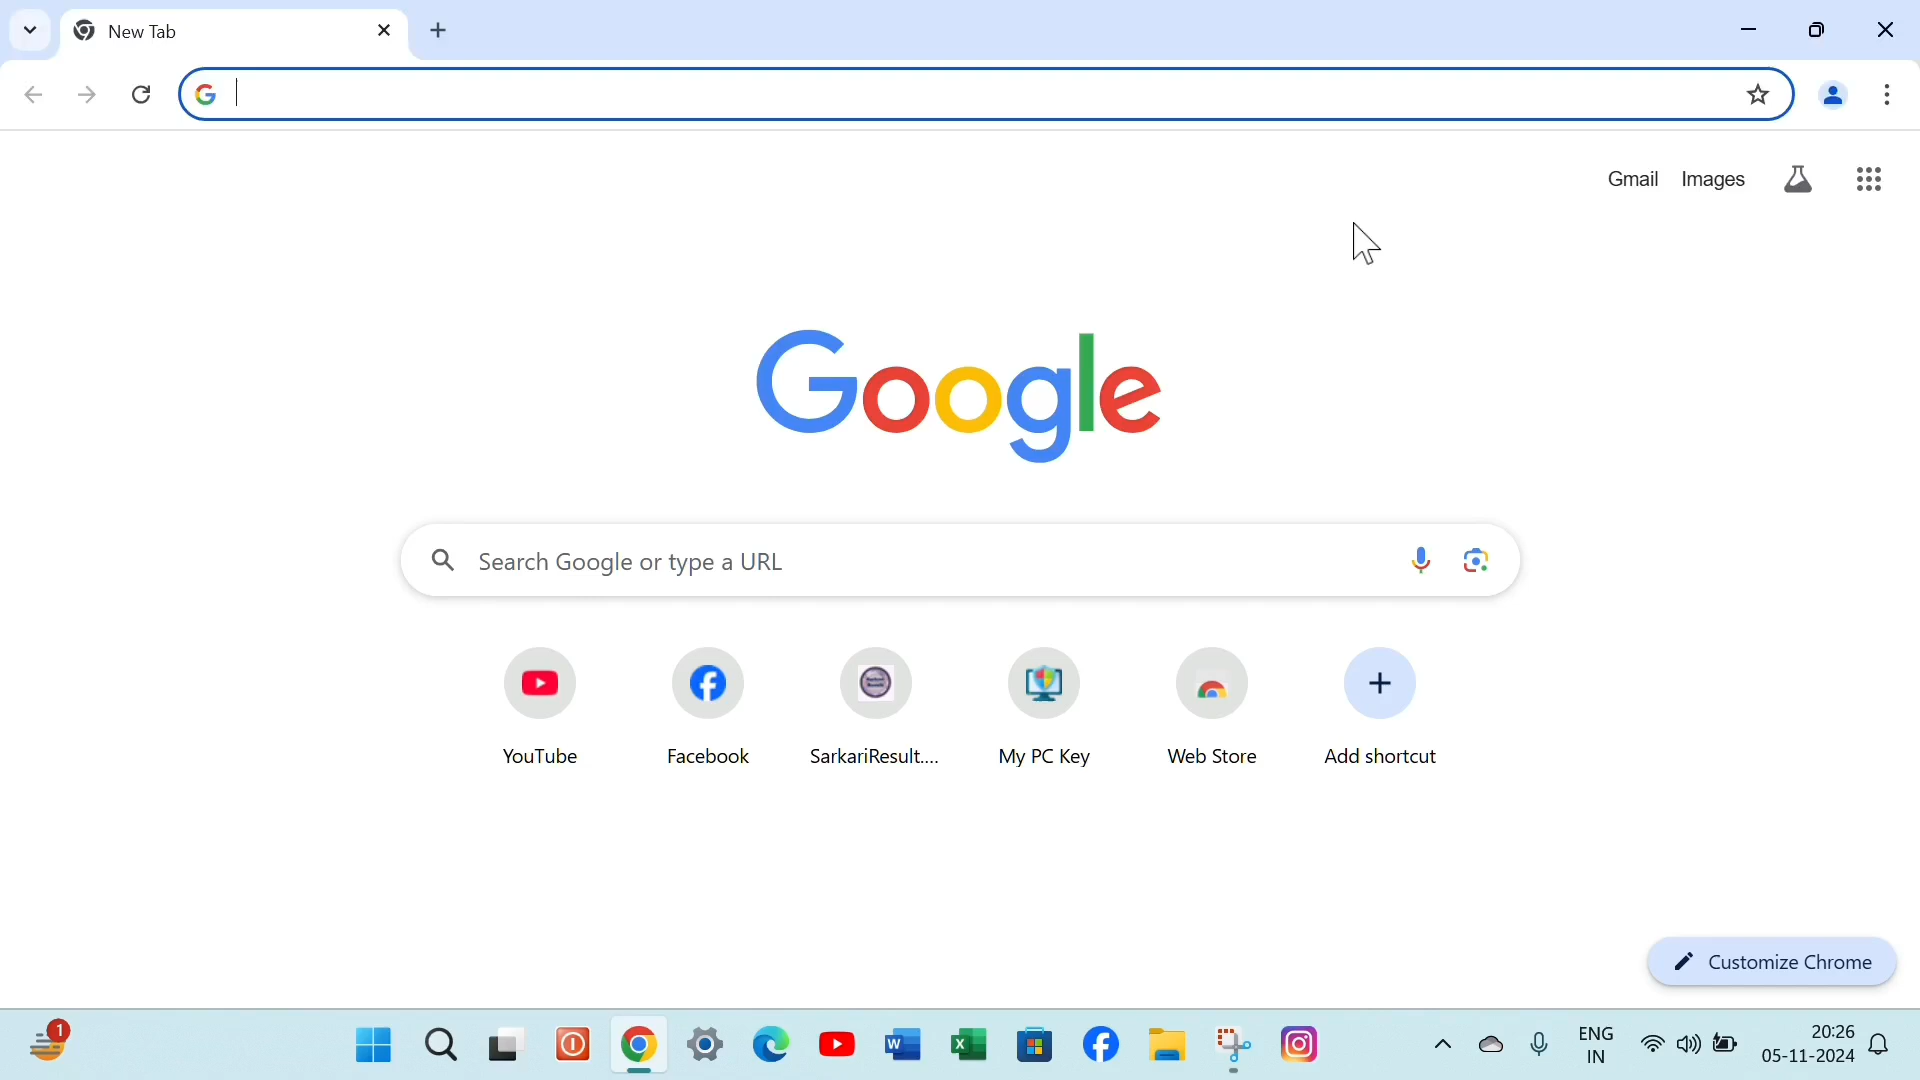 New Tab
Gmail Images
Google
Search Google or type a URL
YouTube
Facebook
SarkariResult....
My PC Key
Web Store
Add shortcut
Customize Chrome
1
ENG
IN
20:26
05-11-2024